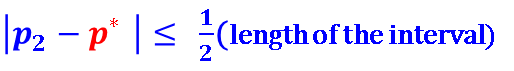 |p₂ − p*| ≤ ½(length of the interval)